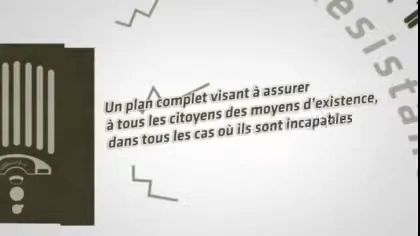 Un plan complet visant à assurer
à tous les citoyens des moyens d'existence,
dans tous les cas où ils sont incapables
esista